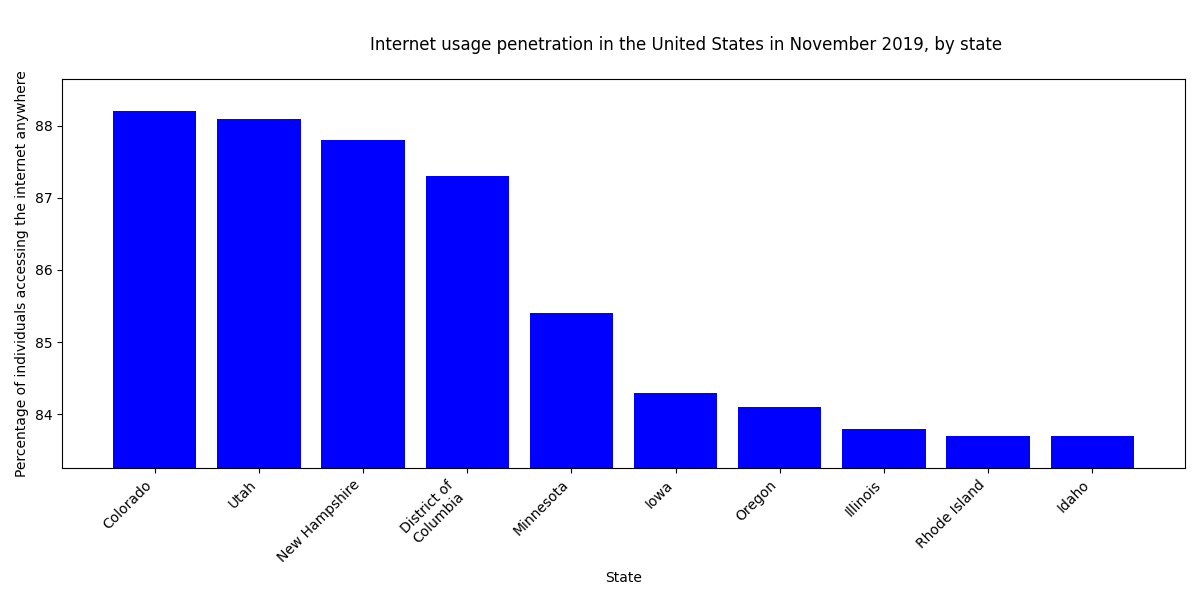 Internet usage penetration in the United States in November 2019, by state
Percentage of individuals accessing the internet anywhere
88
87
86
85
84
Colorado
Utah
New Hampshire
District of
Columbia
Minnesota
Iowa
Oregon
Illinois
Rhode Island
Idaho
State